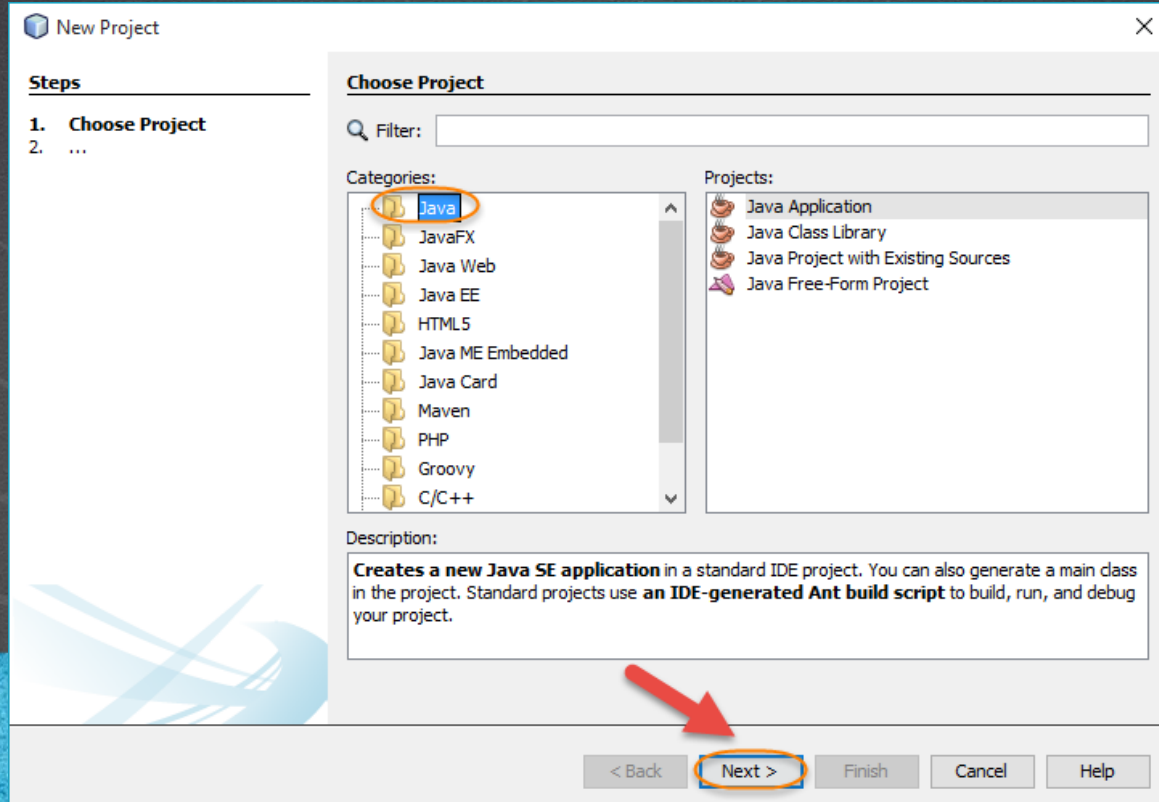 New Project
Steps
1. Choose Project
2. ...
Choose Project
Filter:
Categories:
Java
JavaFX
Java Web
Java EE
HTML5
Java ME Embedded
Java Card
Maven
PHP
Groovy
C/C++
Projects:
Java Application
Java Class Library
Java Project with Existing Sources
Java Free-Form Project
Description:
Creates a new Java SE application in a standard IDE project. You can also generate a main class
in the project. Standard projects use an IDE-generated Ant build script to build, run, and debug
your project.
< Back Next > Finish Cancel Help